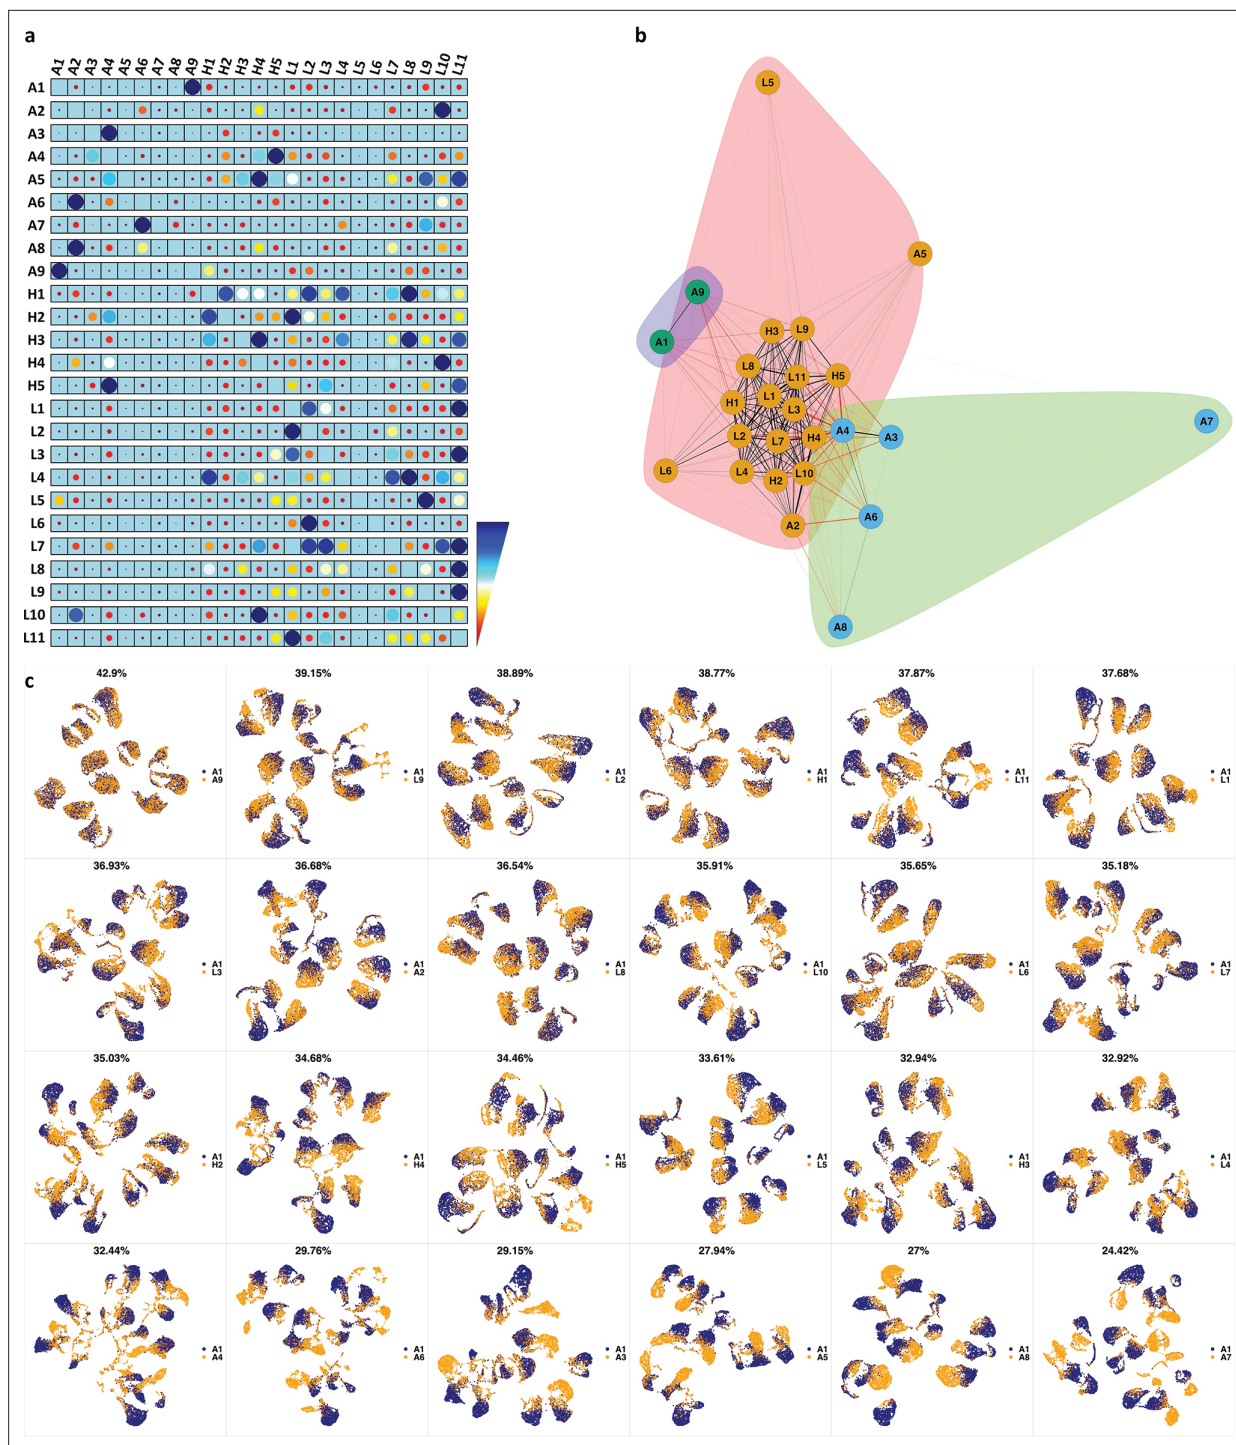 a
b
A1 A2 A3 A4 A5 A6 A7 A8 A9 H1 H2 H3 H4 H5 L1 L2 L3 L4 L5 L6 L7 L8 L9 L10 L11
A1
A2
A3
A4
A5
A6
A7
A8
A9
H1
H2
H3
H4
H5
L1
L2
L3
L4
L5
L6
L7
L8
L9
L10
L11
L5
A5
A9
A1
H3 L9
L8
L11 H5
H1 L1
L3
A7
L2 L7 H4 A4 A3
L6 L4 H2 L10
A6
A2
A8
c
42.9% 39.15% 38.89% 38.77% 37.87% 37.68%
A1 A1 A1 A1 A1 A1
A9 L9 L2 H1 L11 L1
36.93% 36.68% 36.54% 35.91% 35.65% 35.18%
A1 A1 A1 A1 A1 A1
L3 A2 L8 L10 L6 L7
35.03% 34.68% 34.46% 33.61% 32.94% 32.92%
A1 A1 A1 A1 A1 A1
H2 H4 H5 L5 H3 L4
32.44% 29.76% 29.15% 27.94% 27% 24.42%
A1 A1 A1 A1 A1 A1
A4 A6 A3 A5 A8 A7